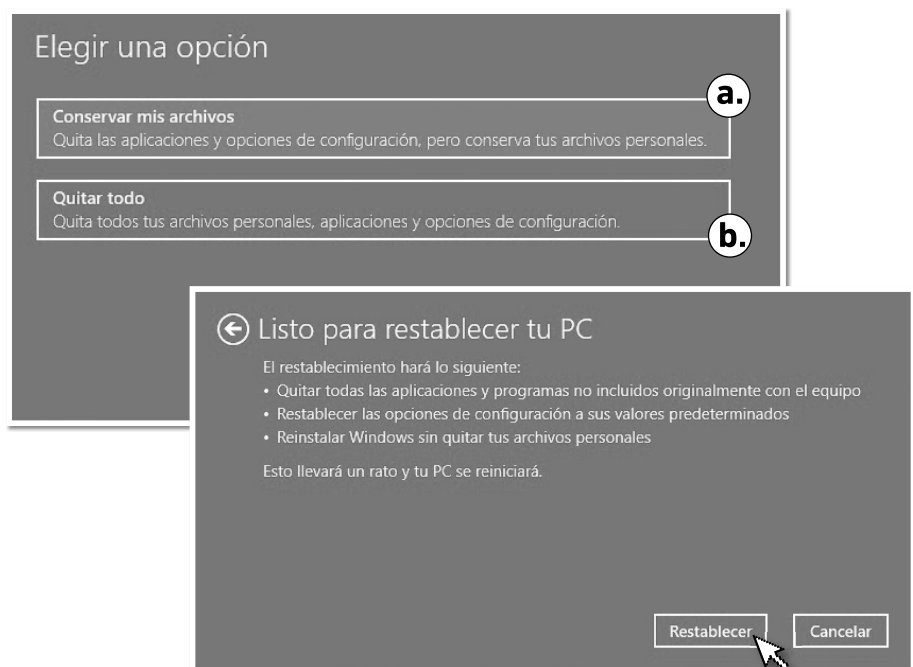 Elegir una opción
a.
Conservar mis archivos
Quita las aplicaciones y opciones de configuración, pero conserva tus archivos personales.
Quitar todo
Quita todos tus archivos personales, aplicaciones y opciones de configuración.
b.
Listo para restablecer tu PC
El restablecimiento hará lo siguiente:
• Quitar todas las aplicaciones y programas no incluidos originalmente con el equipo
• Restablecer las opciones de configuración a sus valores predeterminados
• Reinstalar Windows sin quitar tus archivos personales
Esto llevará un rato y tu PC se reiniciará.
Restablecer Cancelar